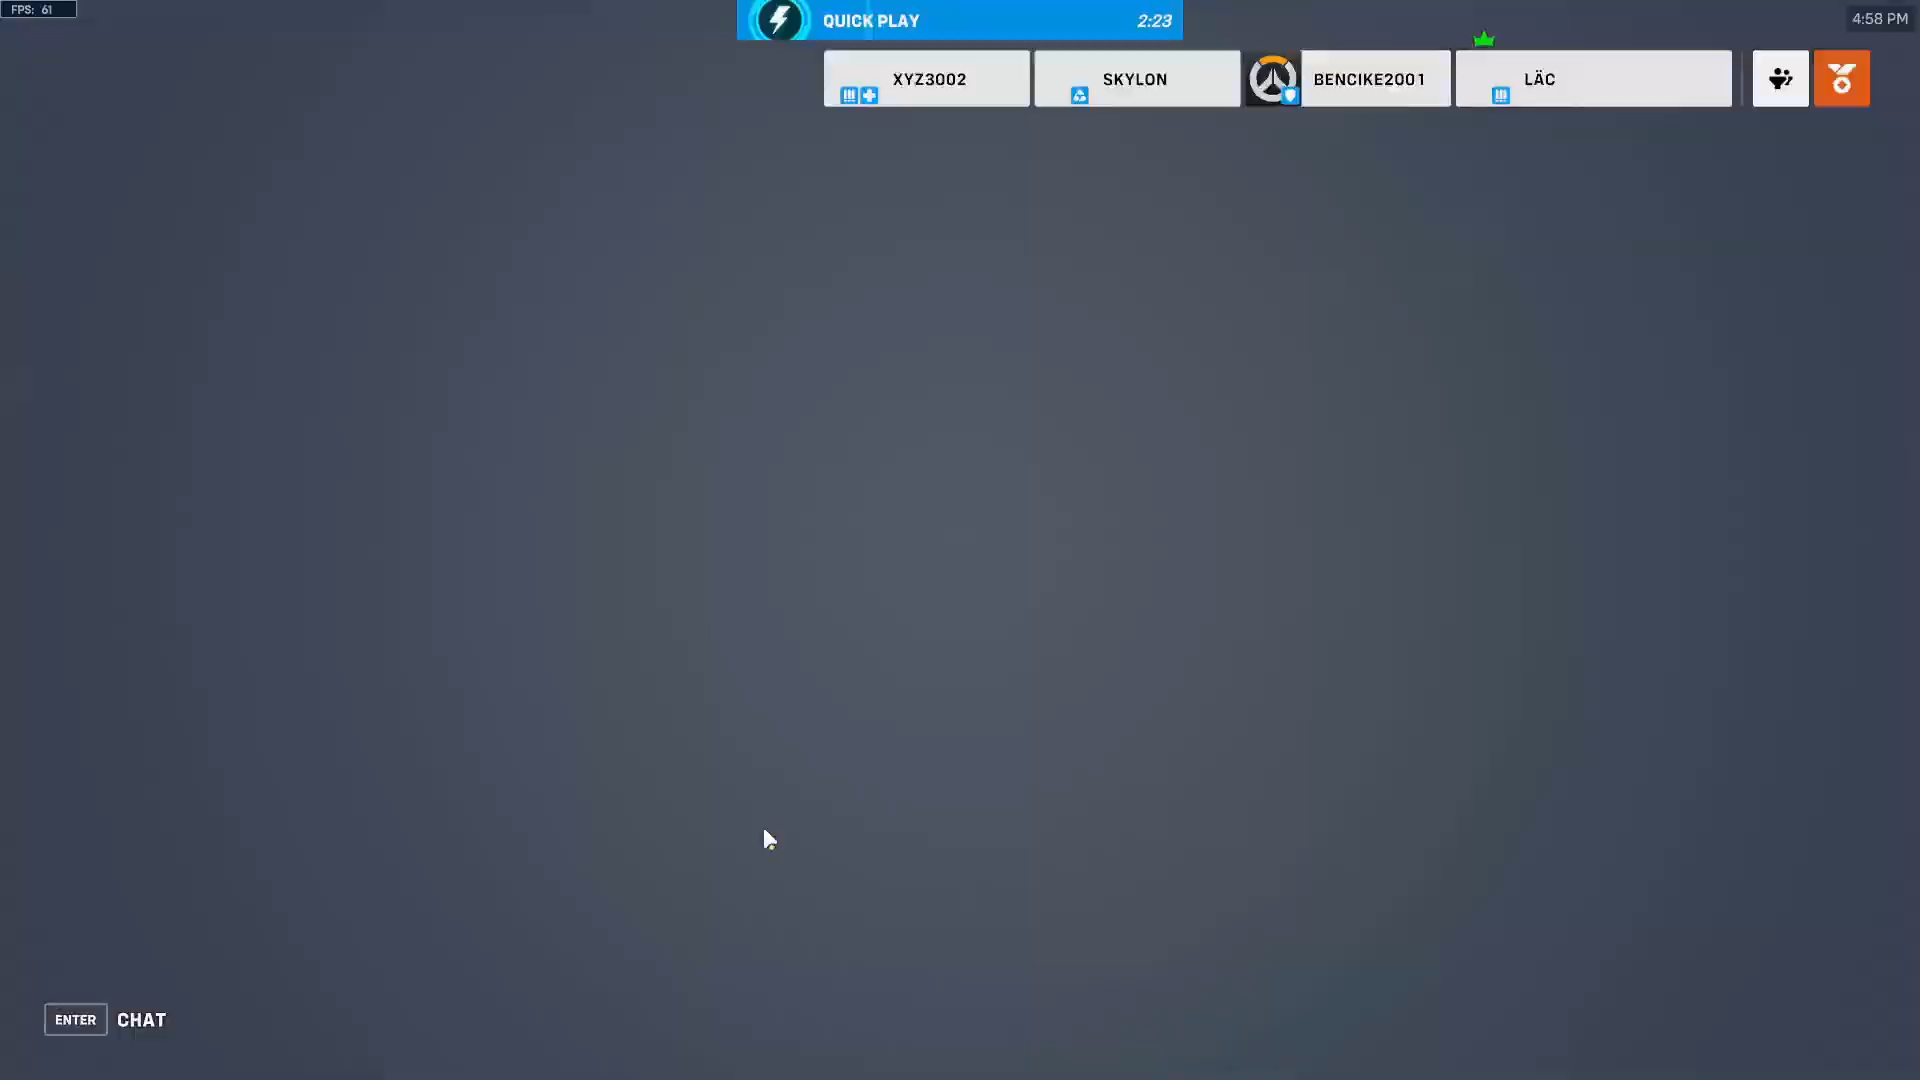 FPS: 61
QUICK PLAY 2:23
4:58 PM
XYZ3002
SKYLON
BENCIKE2001
LÄC
ENTER CHAT